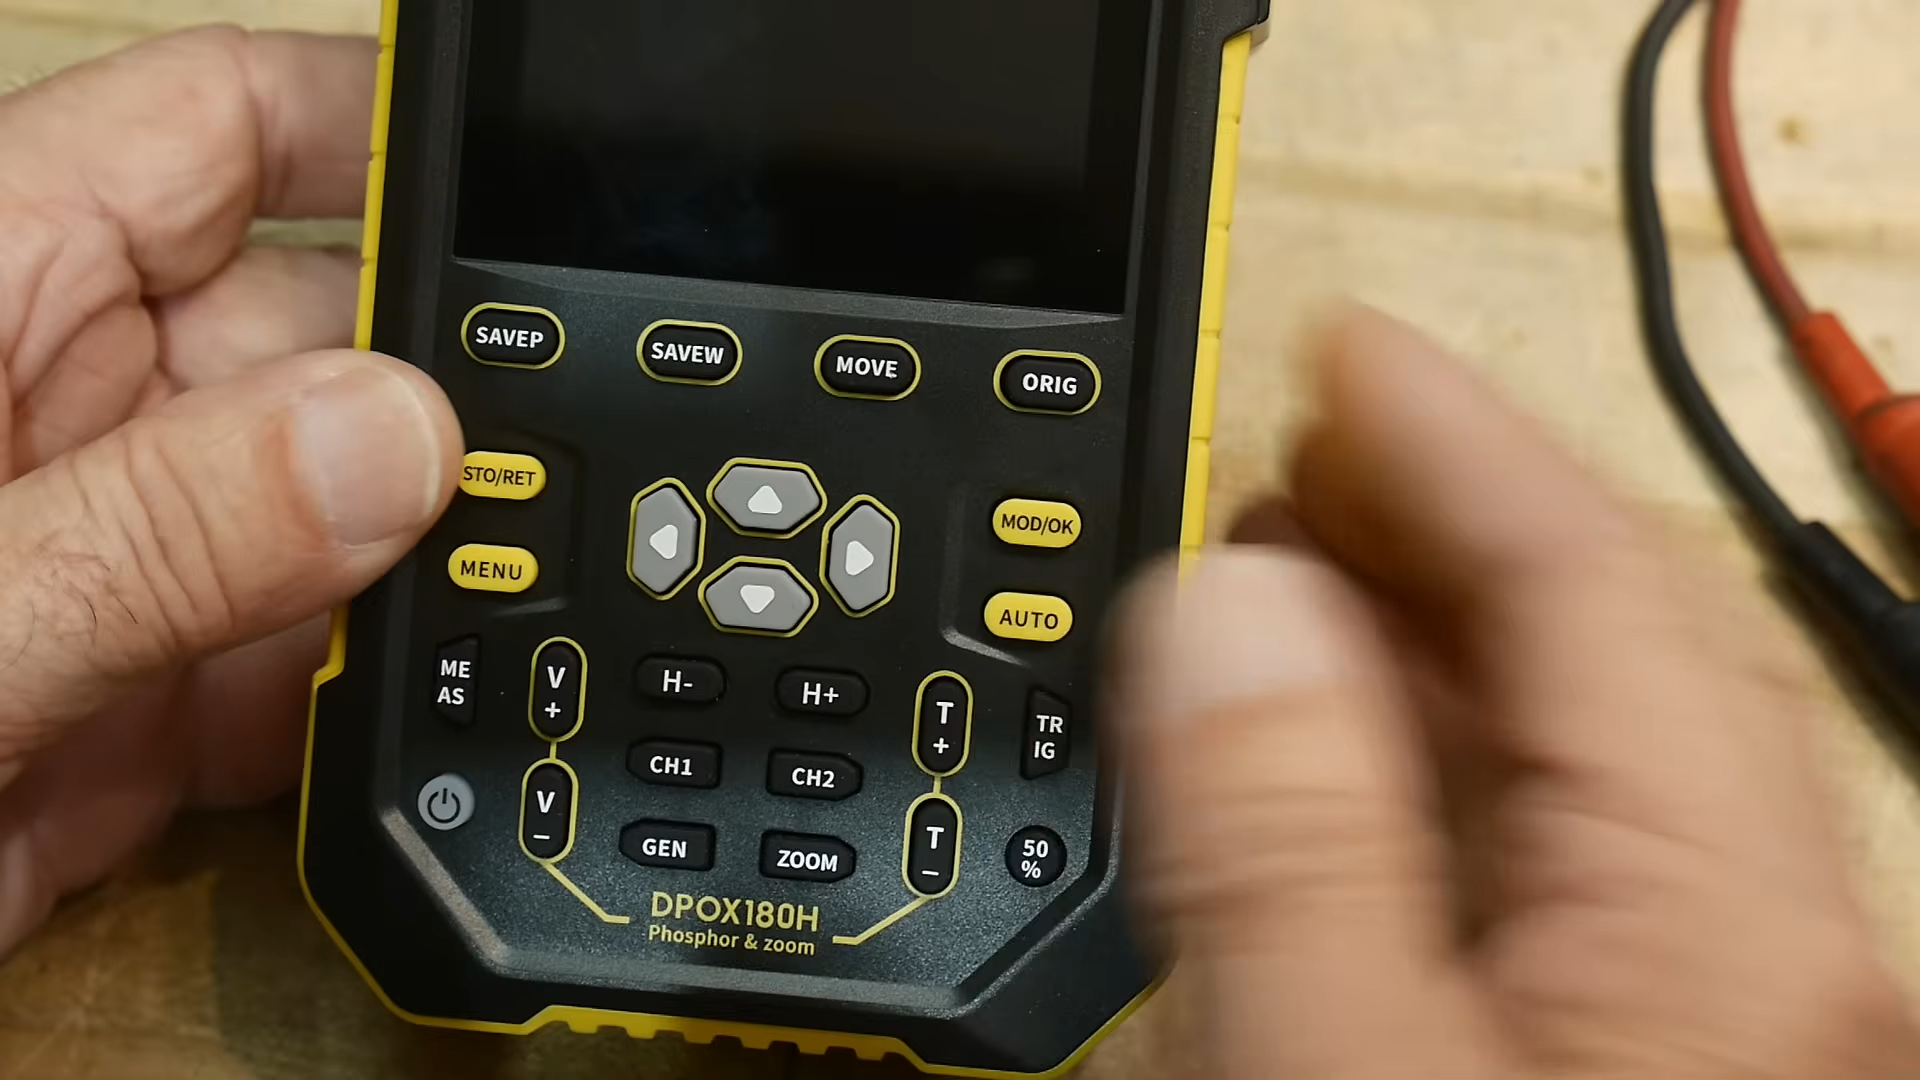 SAVEP
SAVEW
MOVE
ORIG
STO/RET
MOD/OK
MENU
AUTO
ME
AS
V
+
H-
H+
T
+
TR
IG
V
−
CH1
CH2
T
−
50
%
GEN
ZOOM
DPOX180H
Phosphor & zoom